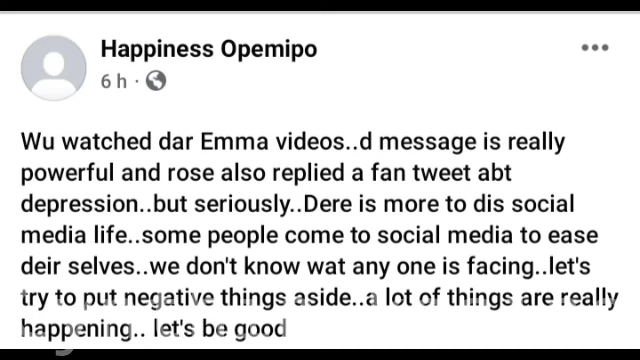 Happiness Opemipo
6 h ·
Wu watched dar Emma videos..d message is really
powerful and rose also replied a fan tweet abt
depression..but seriously..Dere is more to dis social
media life..some people come to social media to ease
deir selves..we don't know wat any one is facing..let's
try to put negative things aside..a lot of things are really
happening.. let's be good